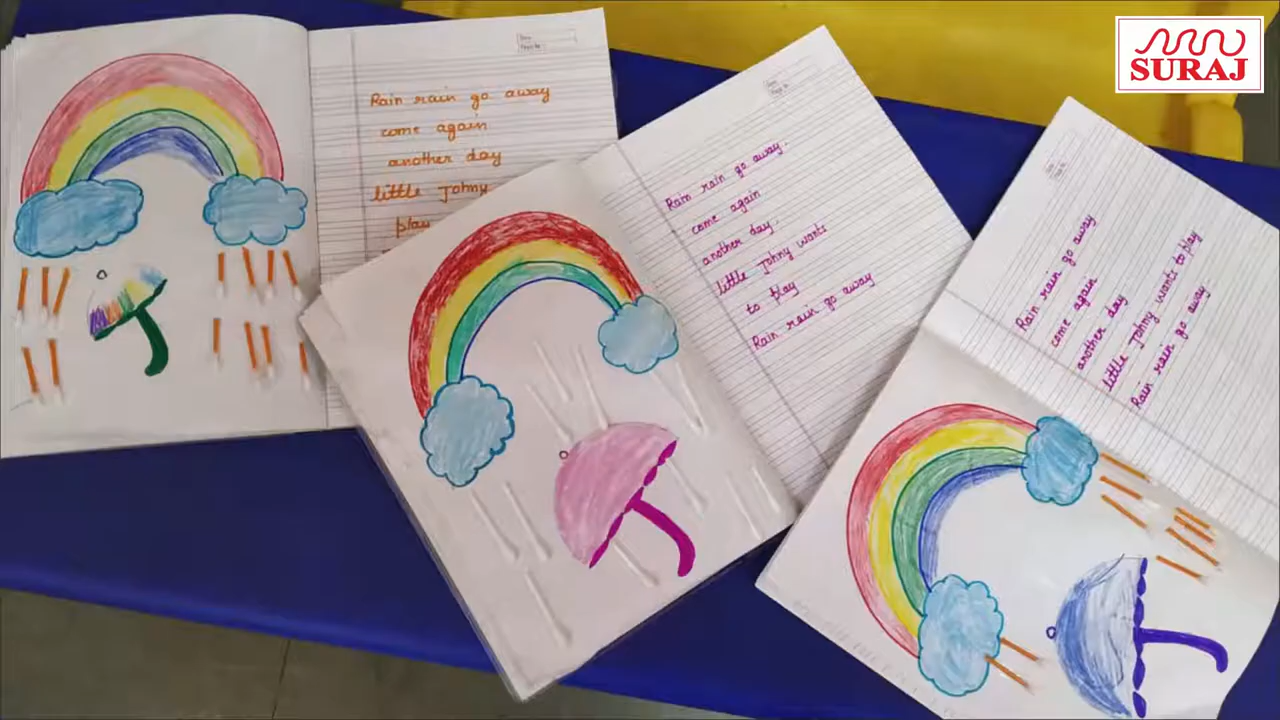 SURAJ
Rain rain go away
come again
another day
little Johny
play
Rain rain go away.
come again
another day.
little Johny wants
to play
Rain rain go away
Rain rain go away
come again
another day
little Johny wants to play
Rain rain go away